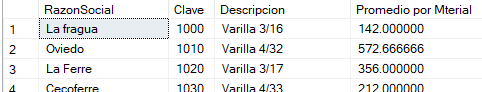 RazonSocial Clave Descripcion Promedio por Mterial
1 La fragua 1000 Varilla 3/16 142.000000
2 Oviedo 1010 Varilla 4/32 572.666666
3 La Ferre 1020 Varilla 3/17 356.000000
4 Cecoferre 1030 Varilla 4/33 212.000000